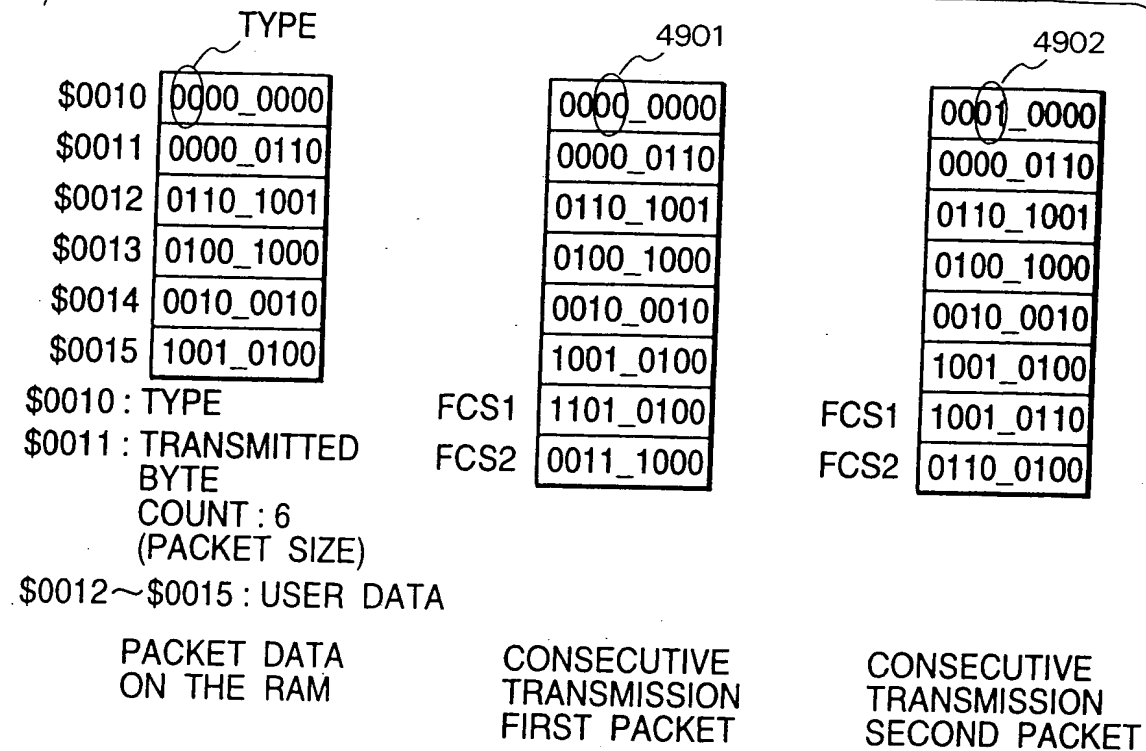 TYPE
$0010 0000_0000
$0011 0000_0110
$0012 0110_1001
$0013 0100_1000
$0014 0010_0010
$0015 1001_0100
$0010 : TYPE
$0011 : TRANSMITTED
BYTE
COUNT : 6
(PACKET SIZE)
$0012~$0015 : USER DATA
PACKET DATA
ON THE RAM
4901
0000_0000
0000_0110
0110_1001
0100_1000
0010_0010
1001_0100
FCS1 1101_0100
FCS2 0011_1000
CONSECUTIVE
TRANSMISSION
FIRST PACKET
4902
0001_0000
0000_0110
0110_1001
0100_1000
0010_0010
1001_0100
FCS1 1001_0110
FCS2 0110_0100
CONSECUTIVE
TRANSMISSION
SECOND PACKET